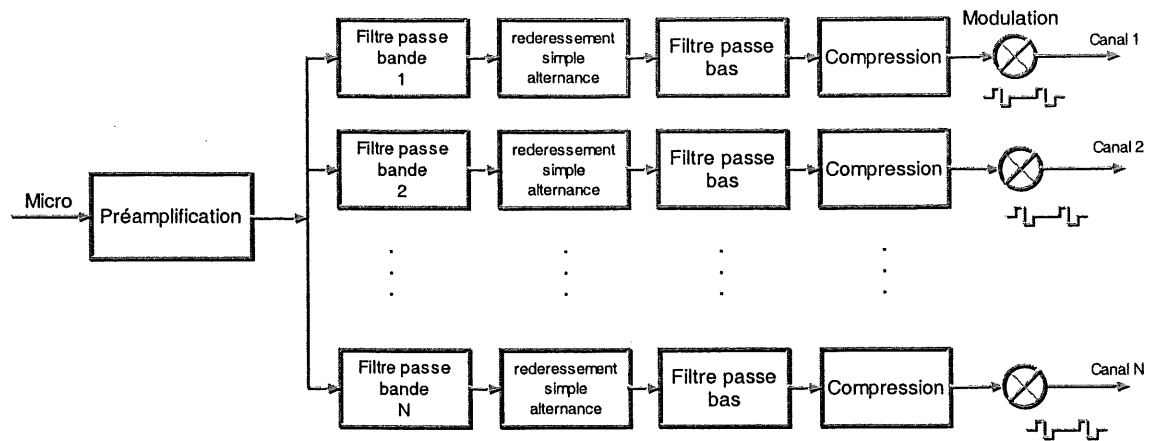 Modulation
Filtre passe
bande
1
rederessement
simple
alternance
Filtre passe
bas
Compression
Canal 1
Filtre passe
bande
2
rederessement
simple
alternance
Filtre passe
bas
Compression
Canal 2
Micro
Préamplification
Filtre passe
bande
N
rederessement
simple
alternance
Filtre passe
bas
Compression
Canal N